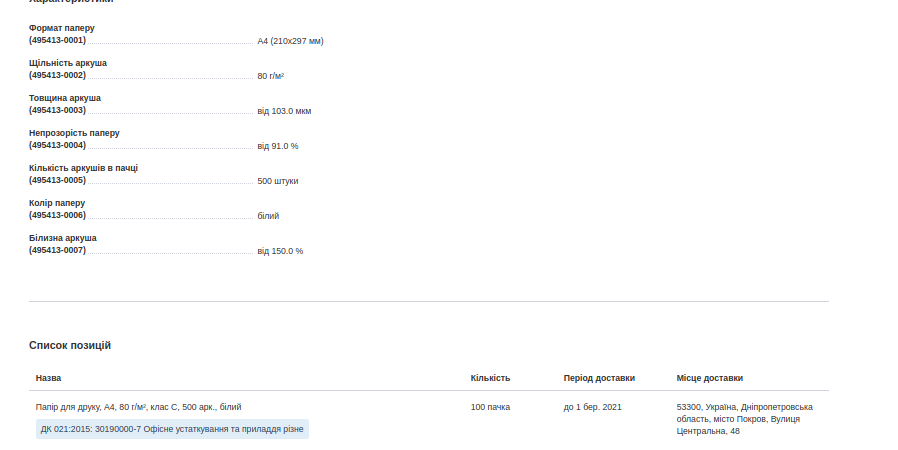 Характеристики
Формат паперу
(495413-0001) А4 (210х297 мм)
Щільність аркуша
(495413-0002) 80 г/м²
Товщина аркуша
(495413-0003) від 103.0 мкм
Непрозорість паперу
(495413-0004) від 91.0 %
Кількість аркушів в пачці
(495413-0005) 500 штуки
Колір паперу
(495413-0006) білий
Білизна аркуша
(495413-0007) від 150.0 %
Список позицій
Назва Кількість Період доставки Місце доставки
Папір для друку, А4, 80 г/м², клас С, 500 арк., білий 100 пачка до 1 бер. 2021 53300, Україна, Дніпропетровська
область, місто Покров, Вулиця
Центральна, 48
ДК 021:2015: 30190000-7 Офісне устаткування та приладдя різне